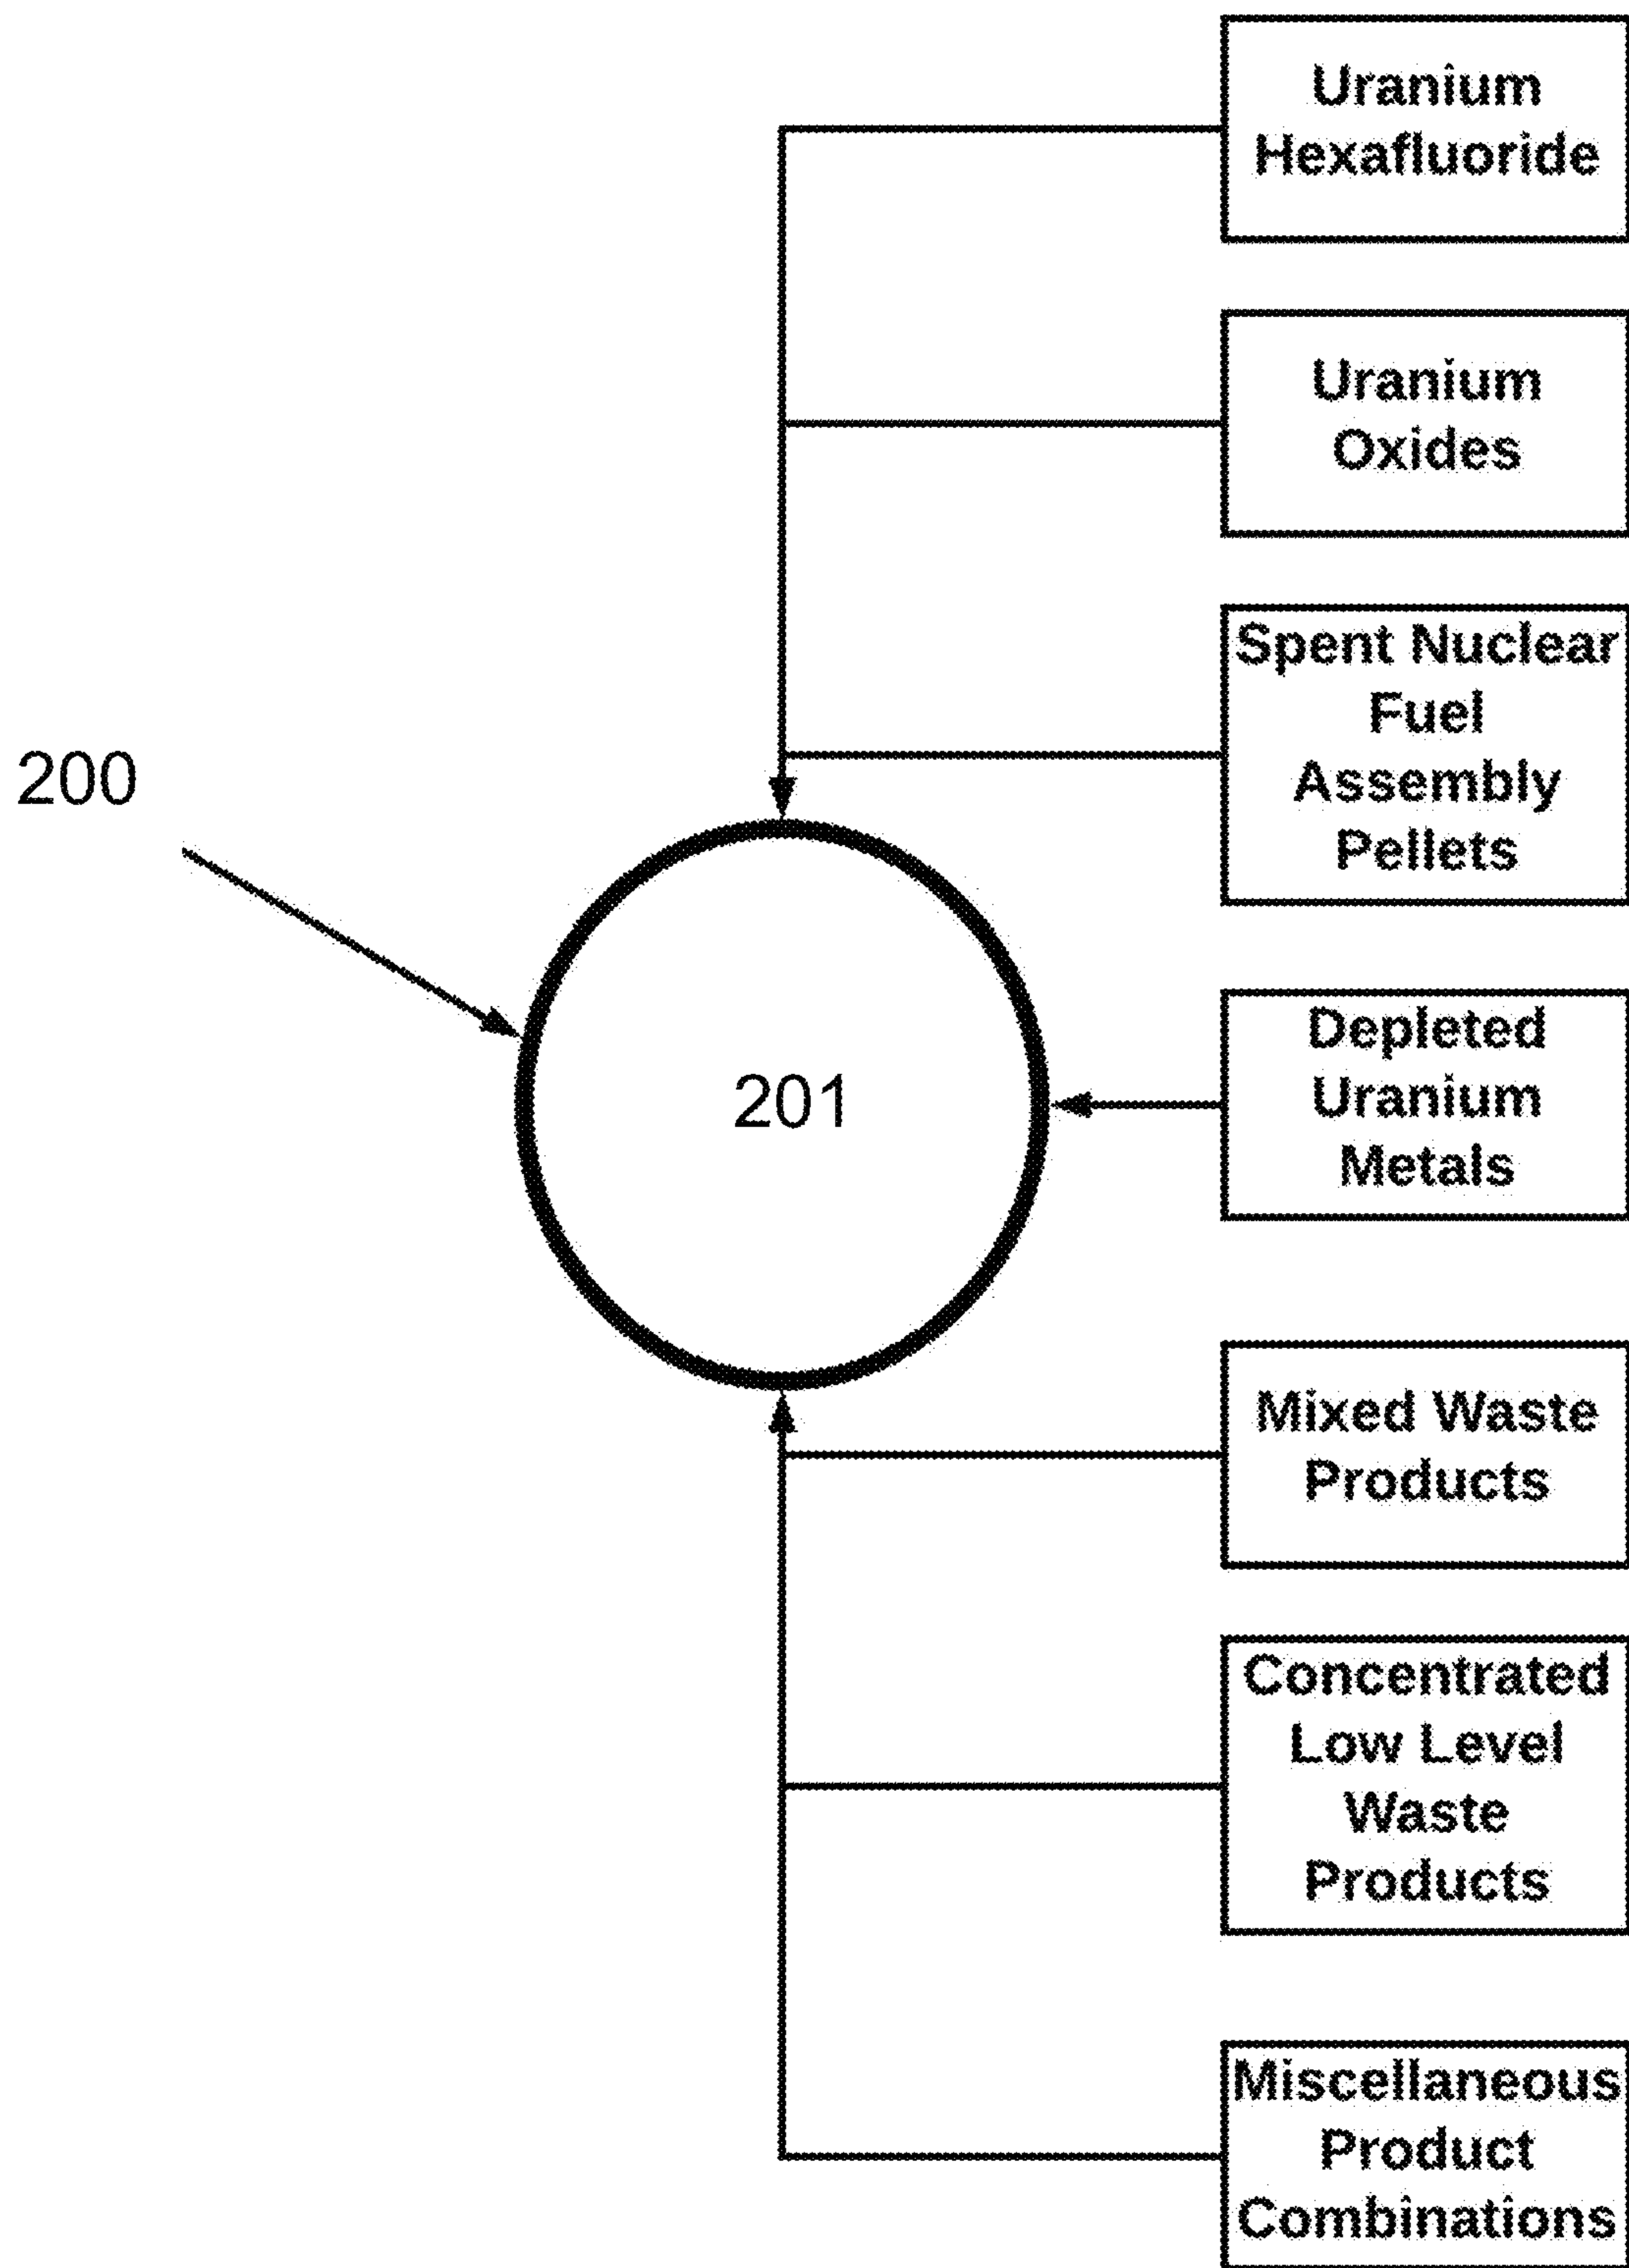 Uranium
Hexafluoride
Uranium
Oxides
Spent Nuclear
Fuel
Assembly
Pellets
200
Depleted
Uranium
Metals
201
Mixed Waste
Products
Concentrated
Low Level
Waste
Products
Miscellaneous
Product
Combinations